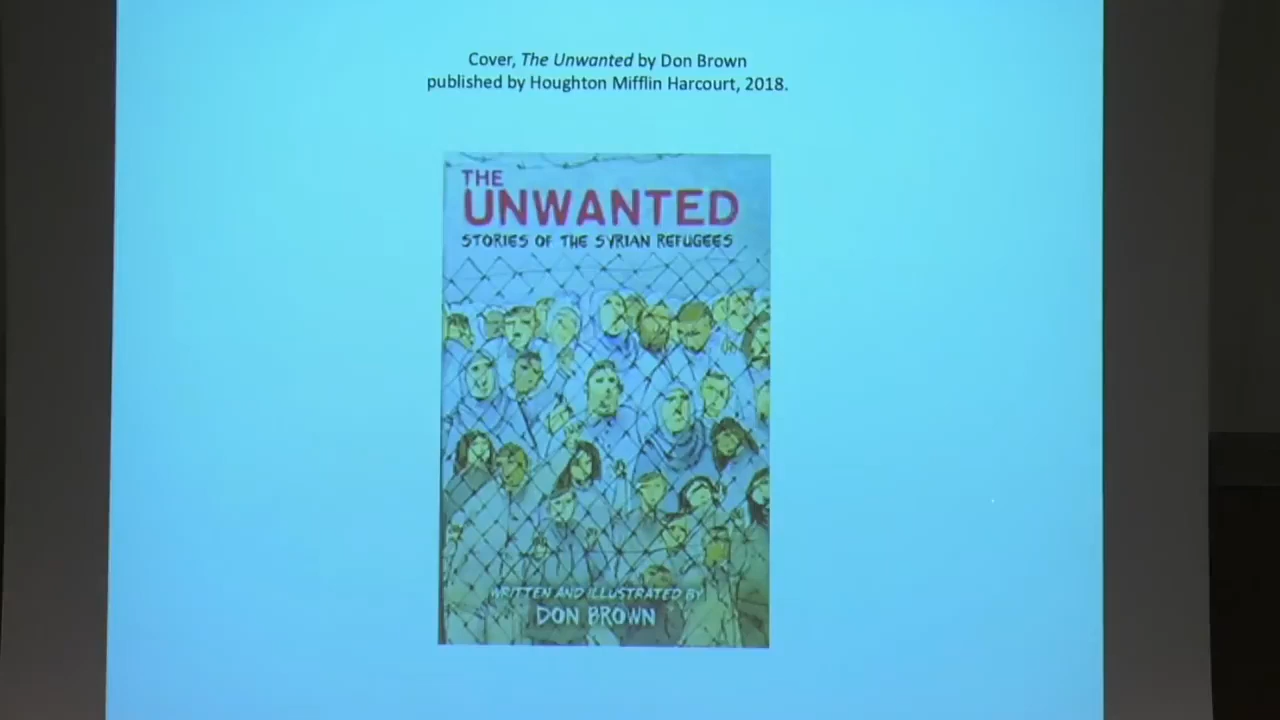 Cover, The Unwanted by Don Brown
published by Houghton Mifflin Harcourt, 2018.
THE
UNWANTED
STORIES OF THE SYRIAN REFUGEES
WRITTEN AND ILLUSTRATED BY
DON BROWN